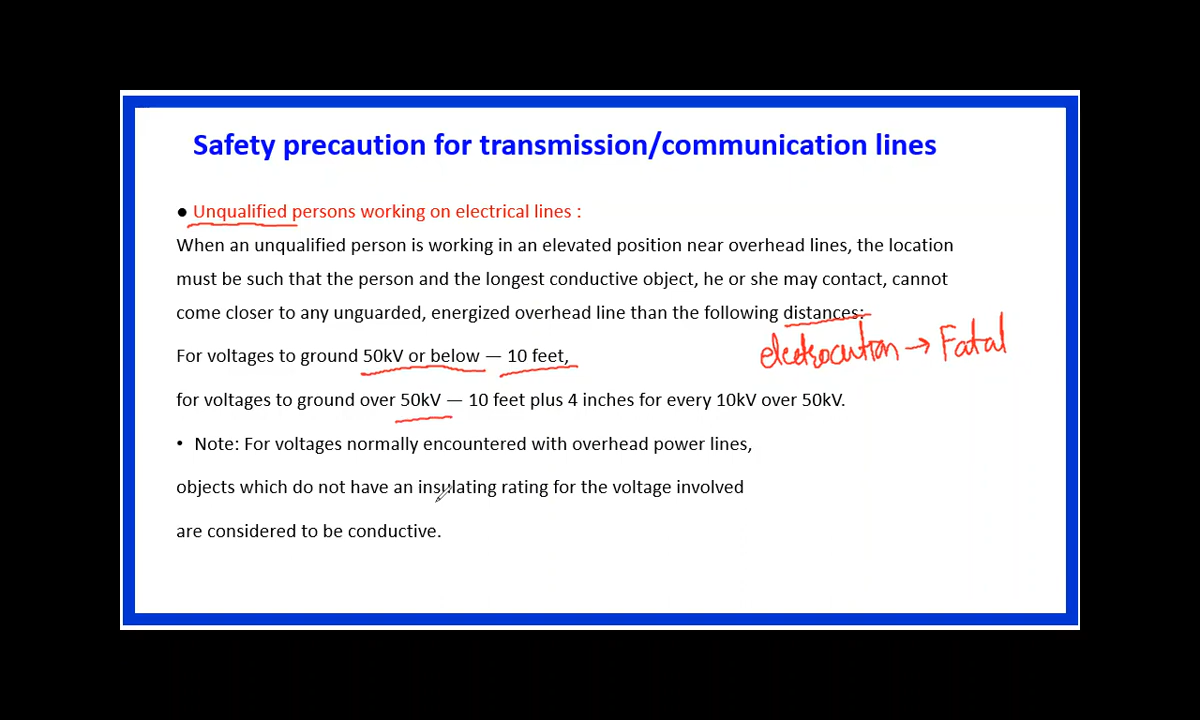 Safety precaution for transmission/communication lines
● Unqualified persons working on electrical lines :
When an unqualified person is working in an elevated position near overhead lines, the location
must be such that the person and the longest conductive object, he or she may contact, cannot
come closer to any unguarded, energized overhead line than the following distances:
electrocution → Fatal
For voltages to ground 50kV or below — 10 feet,
for voltages to ground over 50kV — 10 feet plus 4 inches for every 10kV over 50kV.
• Note: For voltages normally encountered with overhead power lines,
objects which do not have an insulating rating for the voltage involved
are considered to be conductive.